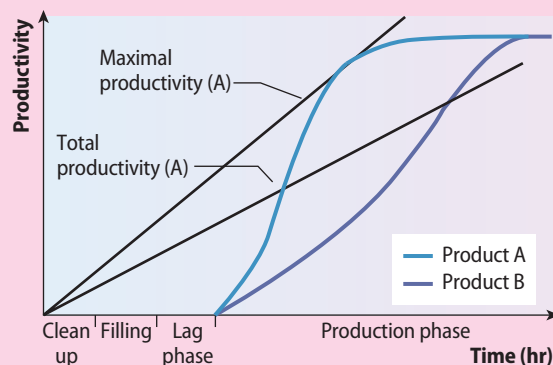 Productivity
Maximal
productivity (A)
Total
productivity (A)
Product A
Product B
Clean
up
Filling
Lag
phase
Production phase
Time (hr)